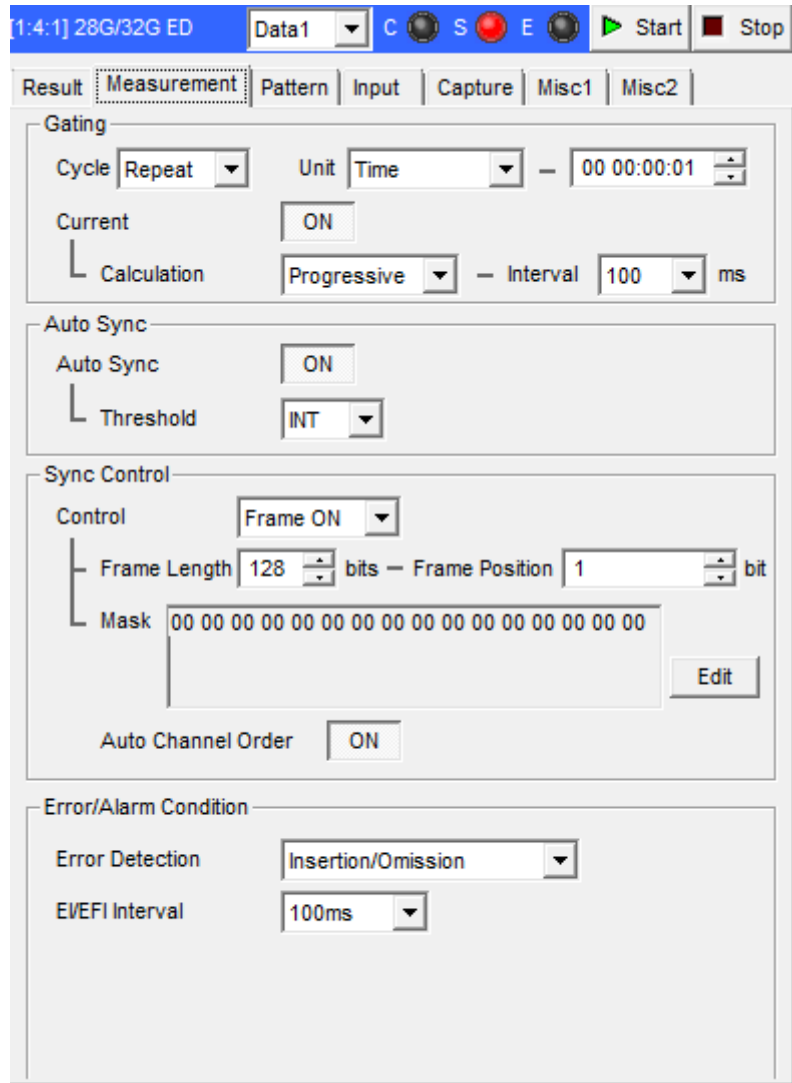 [1:4:1] 28G/32G ED Data1 C S E Start Stop
Result Measurement Pattern Input Capture Misc1 Misc2
Gating
Cycle Repeat Unit Time – 00 00:00:01
Current ON
Calculation Progressive – Interval 100 ms
Auto Sync
Auto Sync ON
Threshold INT
Sync Control
Control Frame ON
Frame Length 128 bits – Frame Position 1 bit
Mask 00 00 00 00 00 00 00 00 00 00 00 00 00 00 00 00
Edit
Auto Channel Order ON
Error/Alarm Condition
Error Detection Insertion/Omission
EI/EFI Interval 100ms